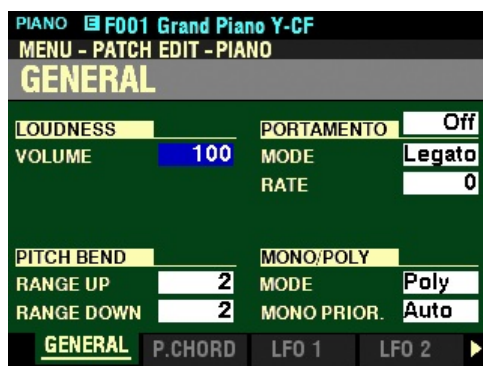 PIANO E F001 Grand Piano Y-CF
MENU - PATCH EDIT - PIANO
GENERAL
LOUDNESS
VOLUME 100
PORTAMENTO Off
MODE Legato
RATE 0
PITCH BEND
RANGE UP 2
RANGE DOWN 2
MONO/POLY
MODE Poly
MONO PRIOR. Auto
GENERAL P.CHORD LFO 1 LFO 2